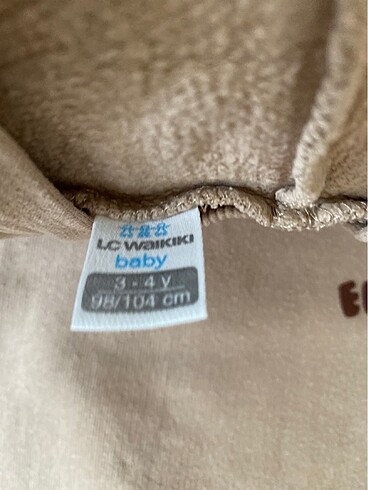 LC WAIKIKI
baby
3 - 4 y
98/104 cm